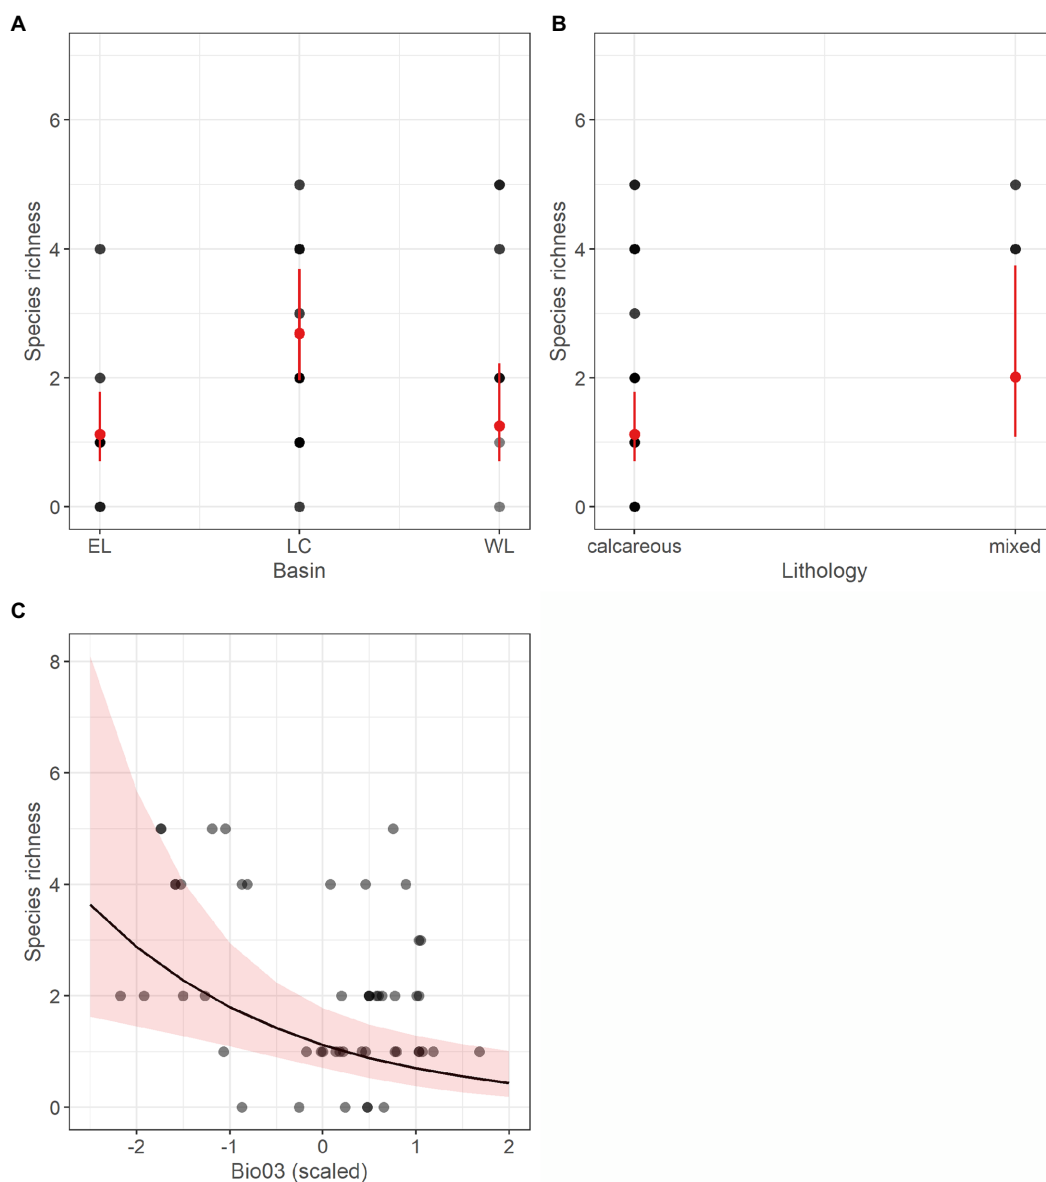 A
Species richness
6
4
2
0
EL LC WL
Basin
B
Species richness
6
4
2
0
calcareous mixed
Lithology
C
Species richness
8
6
4
2
0
-2 -1 0 1 2
Bio03 (scaled)